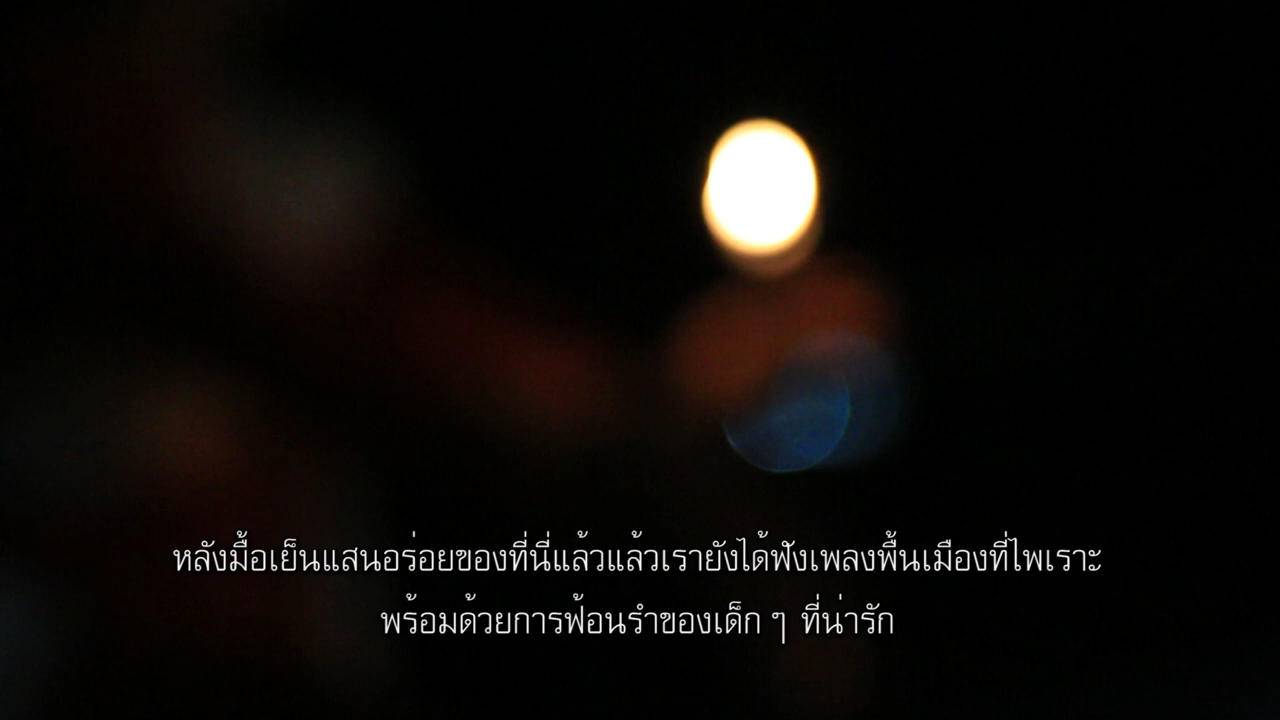 หลังมื้อเย็นแสนอร่อยของที่นี่แล้วแล้วเรายังได้ฟังเพลงพื้นเมืองที่ไพเราะ
พร้อมด้วยการฟ้อนรำของเด็ก ๆ ที่น่ารัก